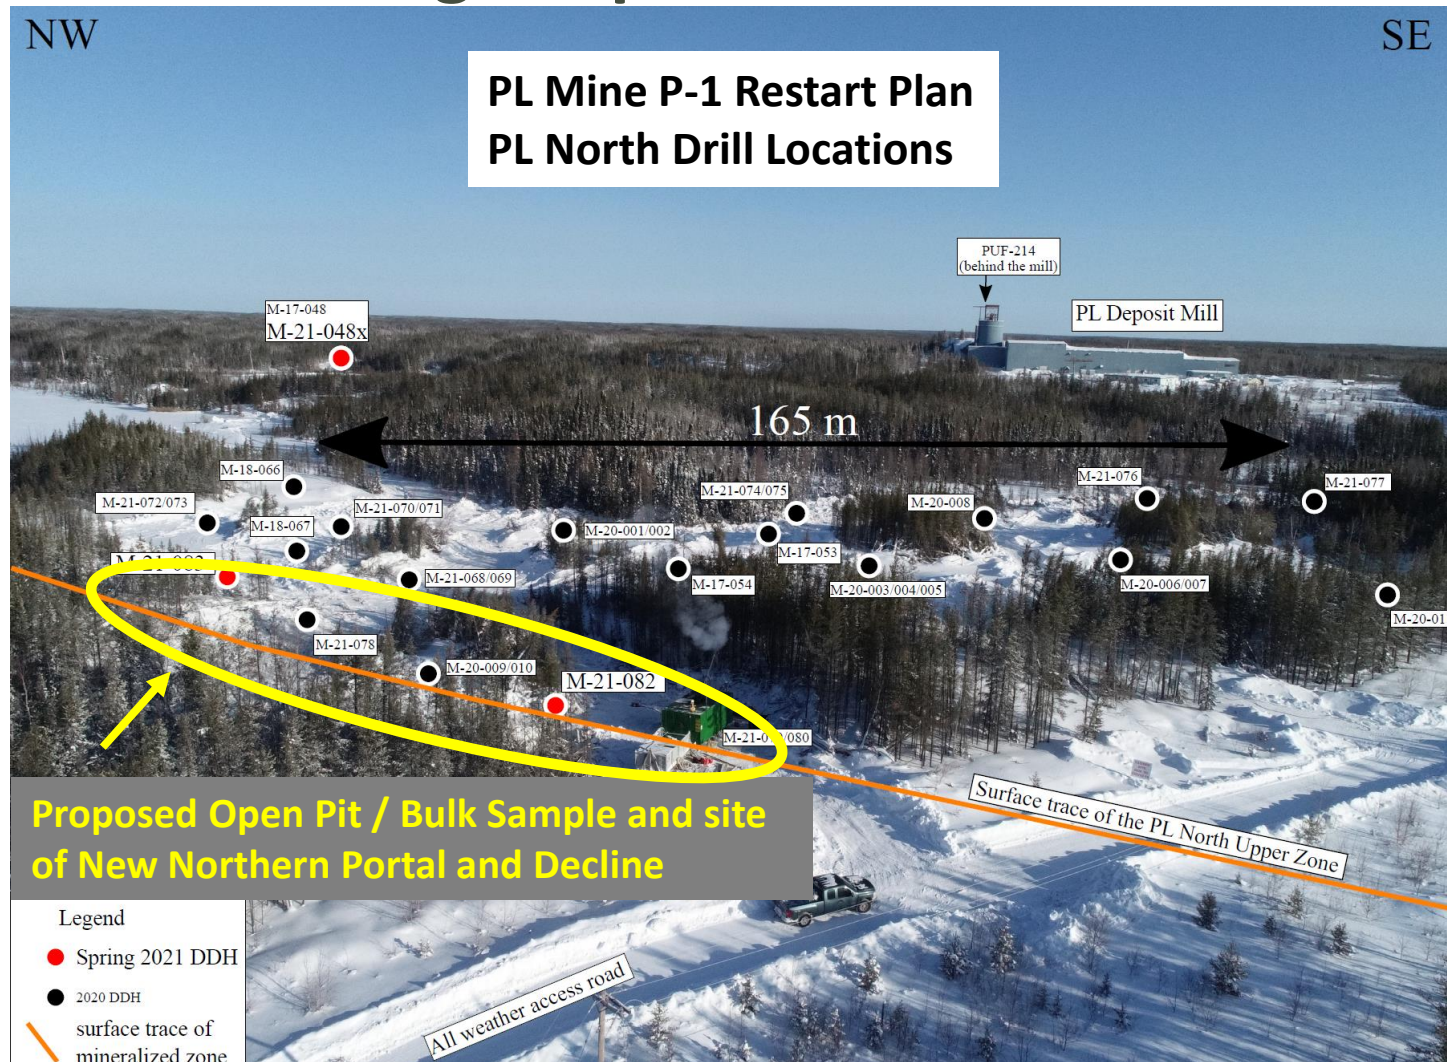 NW
SE
PL Mine P-1 Restart Plan
PL North Drill Locations
PUF-214
(behind the mill)
PL Deposit Mill
M-17-048
M-21-048x
165 m
M-18-066
M-21-072/073
M-18-067
M-21-070/071
M-20-001/002
M-21-074/075
M-17-053
M-20-008
M-21-076
M-21-077
M-21-068/069
M-17-054
M-20-003/004/005
M-20-006/007
M-20-01
M-21-078
M-20-009/010
M-21-082
Proposed Open Pit / Bulk Sample and site
of New Northern Portal and Decline
Surface trace of the PL North Upper Zone
All weather access road
Legend
Spring 2021 DDH
2020 DDH
surface trace of
mineralized zone